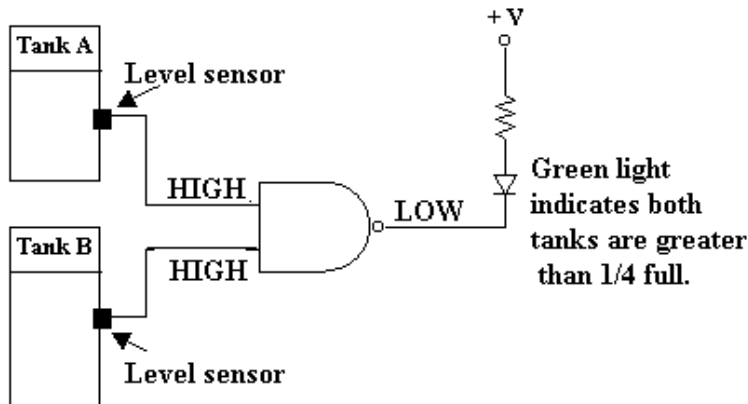 Tank A
Level sensor
HIGH
Tank B
HIGH
Level sensor
LOW
+V
Green light
indicates both
tanks are greater
than 1/4 full.